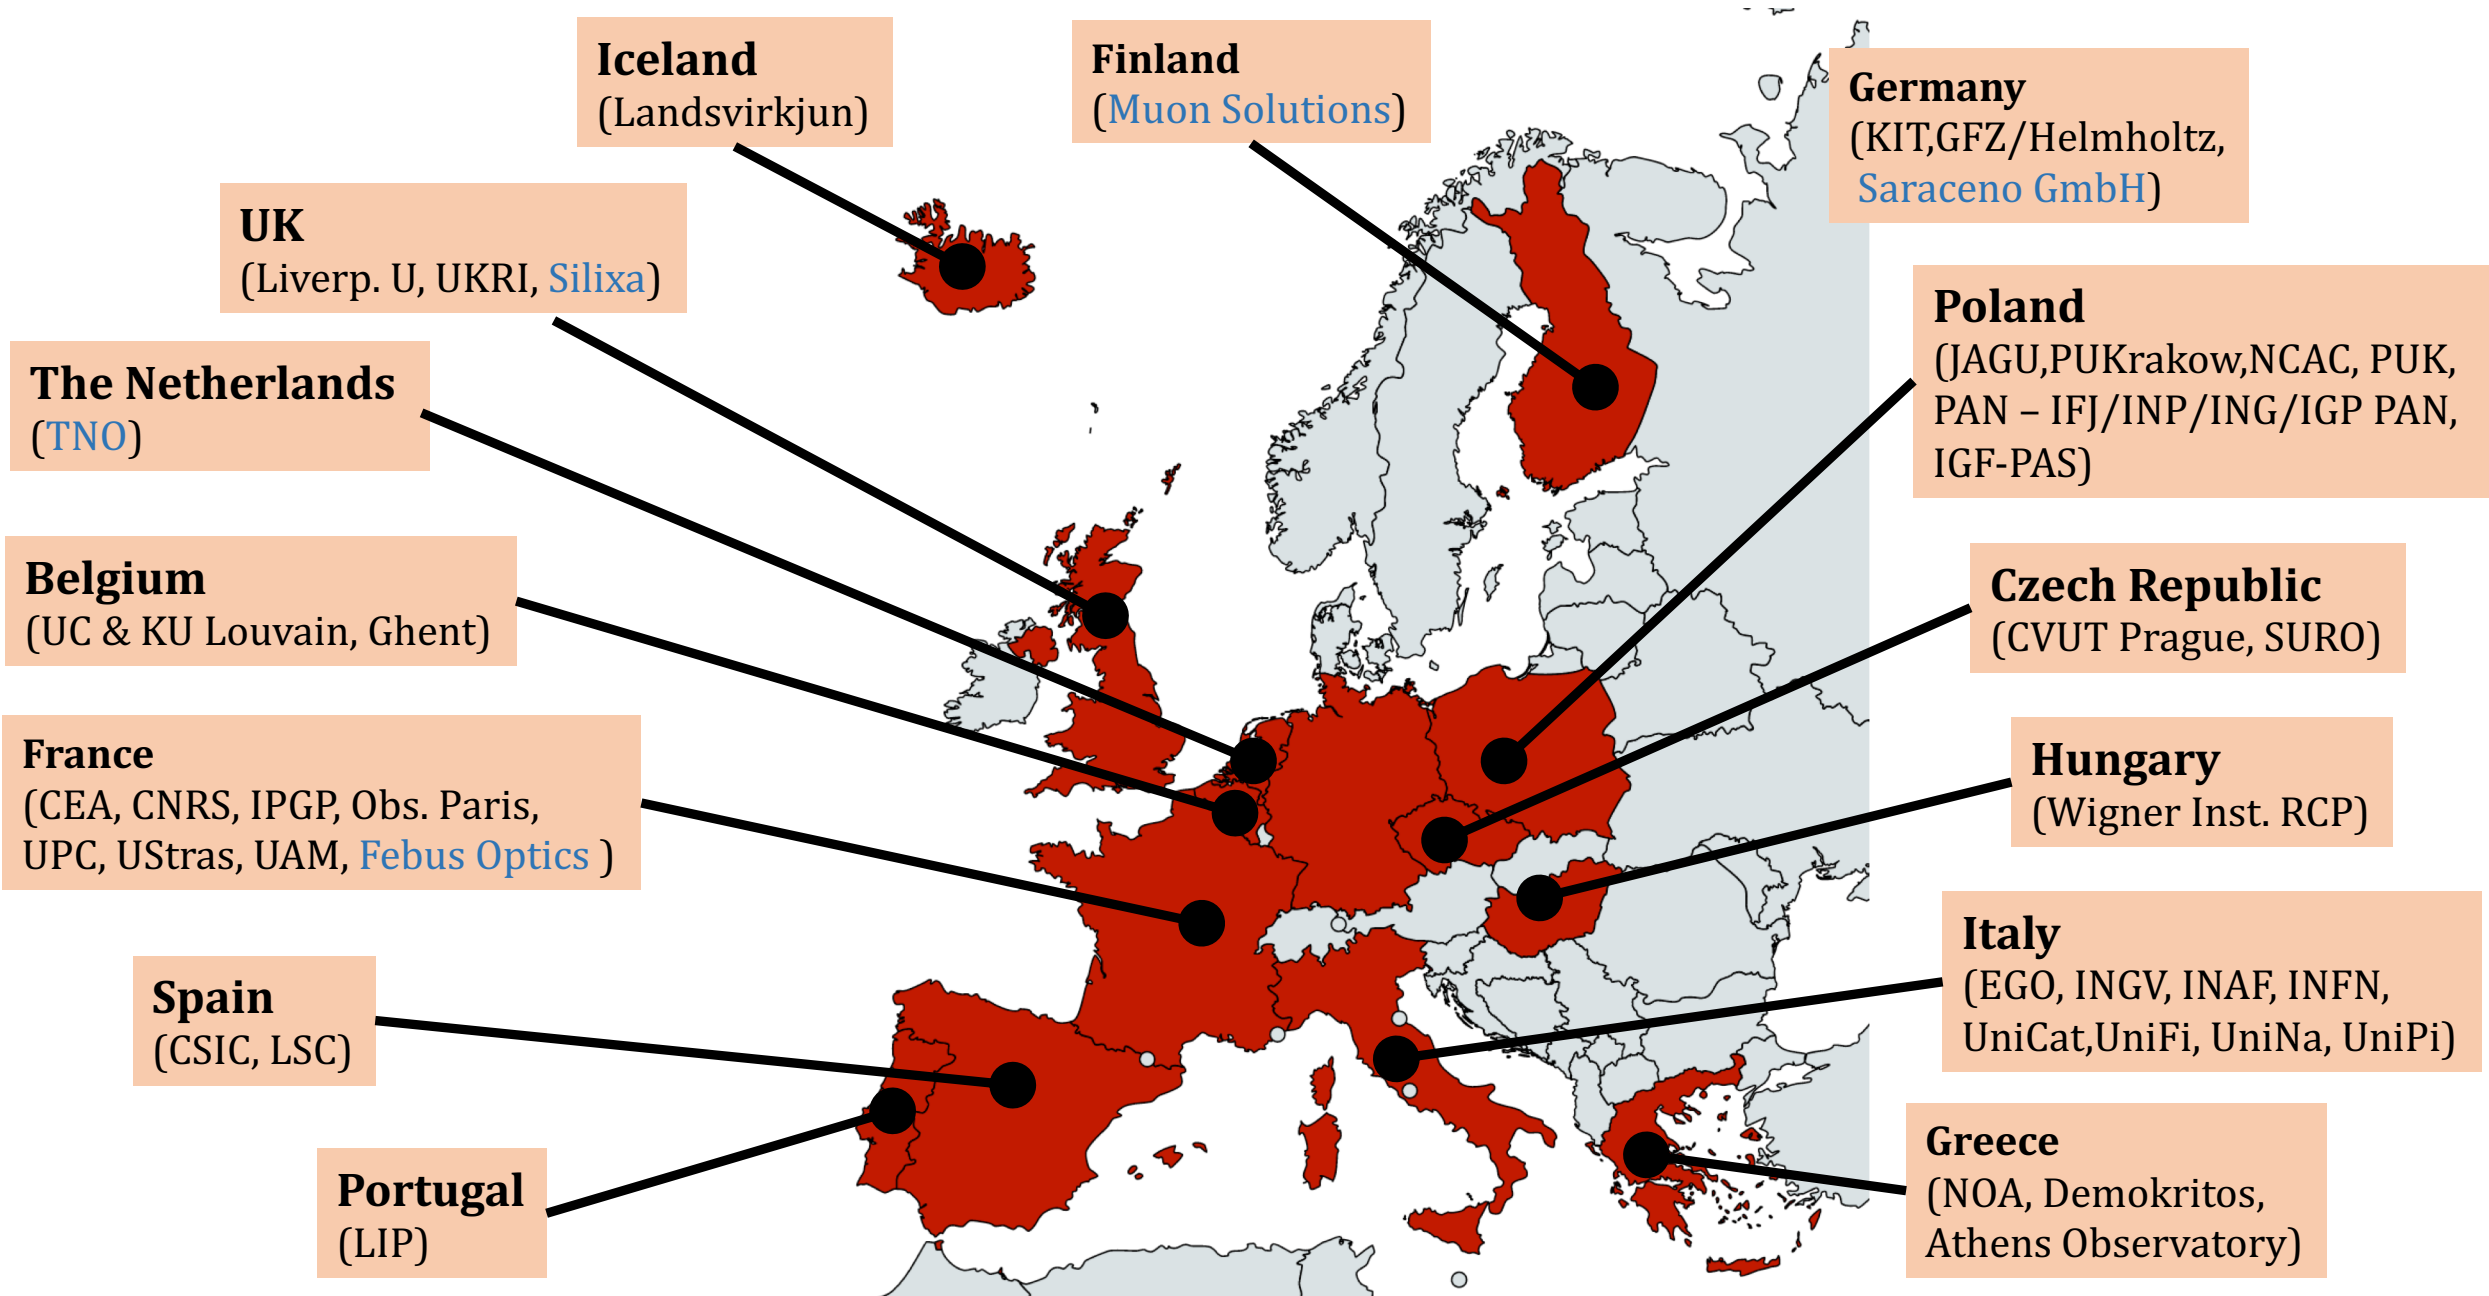 Iceland
(Landsvirkjun)
Finland
(Muon Solutions)
Germany
(KIT,GFZ/Helmholtz,
Saraceno GmbH)
UK
(Liverp. U, UKRI, Silixa)
Poland
(JAGU,PUKrakow,NCAC, PUK,
PAN – IFJ/INP/ING/IGP PAN,
IGF-PAS)
The Netherlands
(TNO)
Belgium
(UC & KU Louvain, Ghent)
Czech Republic
(CVUT Prague, SURO)
France
(CEA, CNRS, IPGP, Obs. Paris,
UPC, UStras, UAM, Febus Optics )
Hungary
(Wigner Inst. RCP)
Italy
(EGO, INGV, INAF, INFN,
UniCat,UniFi, UniNa, UniPi)
Spain
(CSIC, LSC)
Portugal
(LIP)
Greece
(NOA, Demokritos,
Athens Observatory)